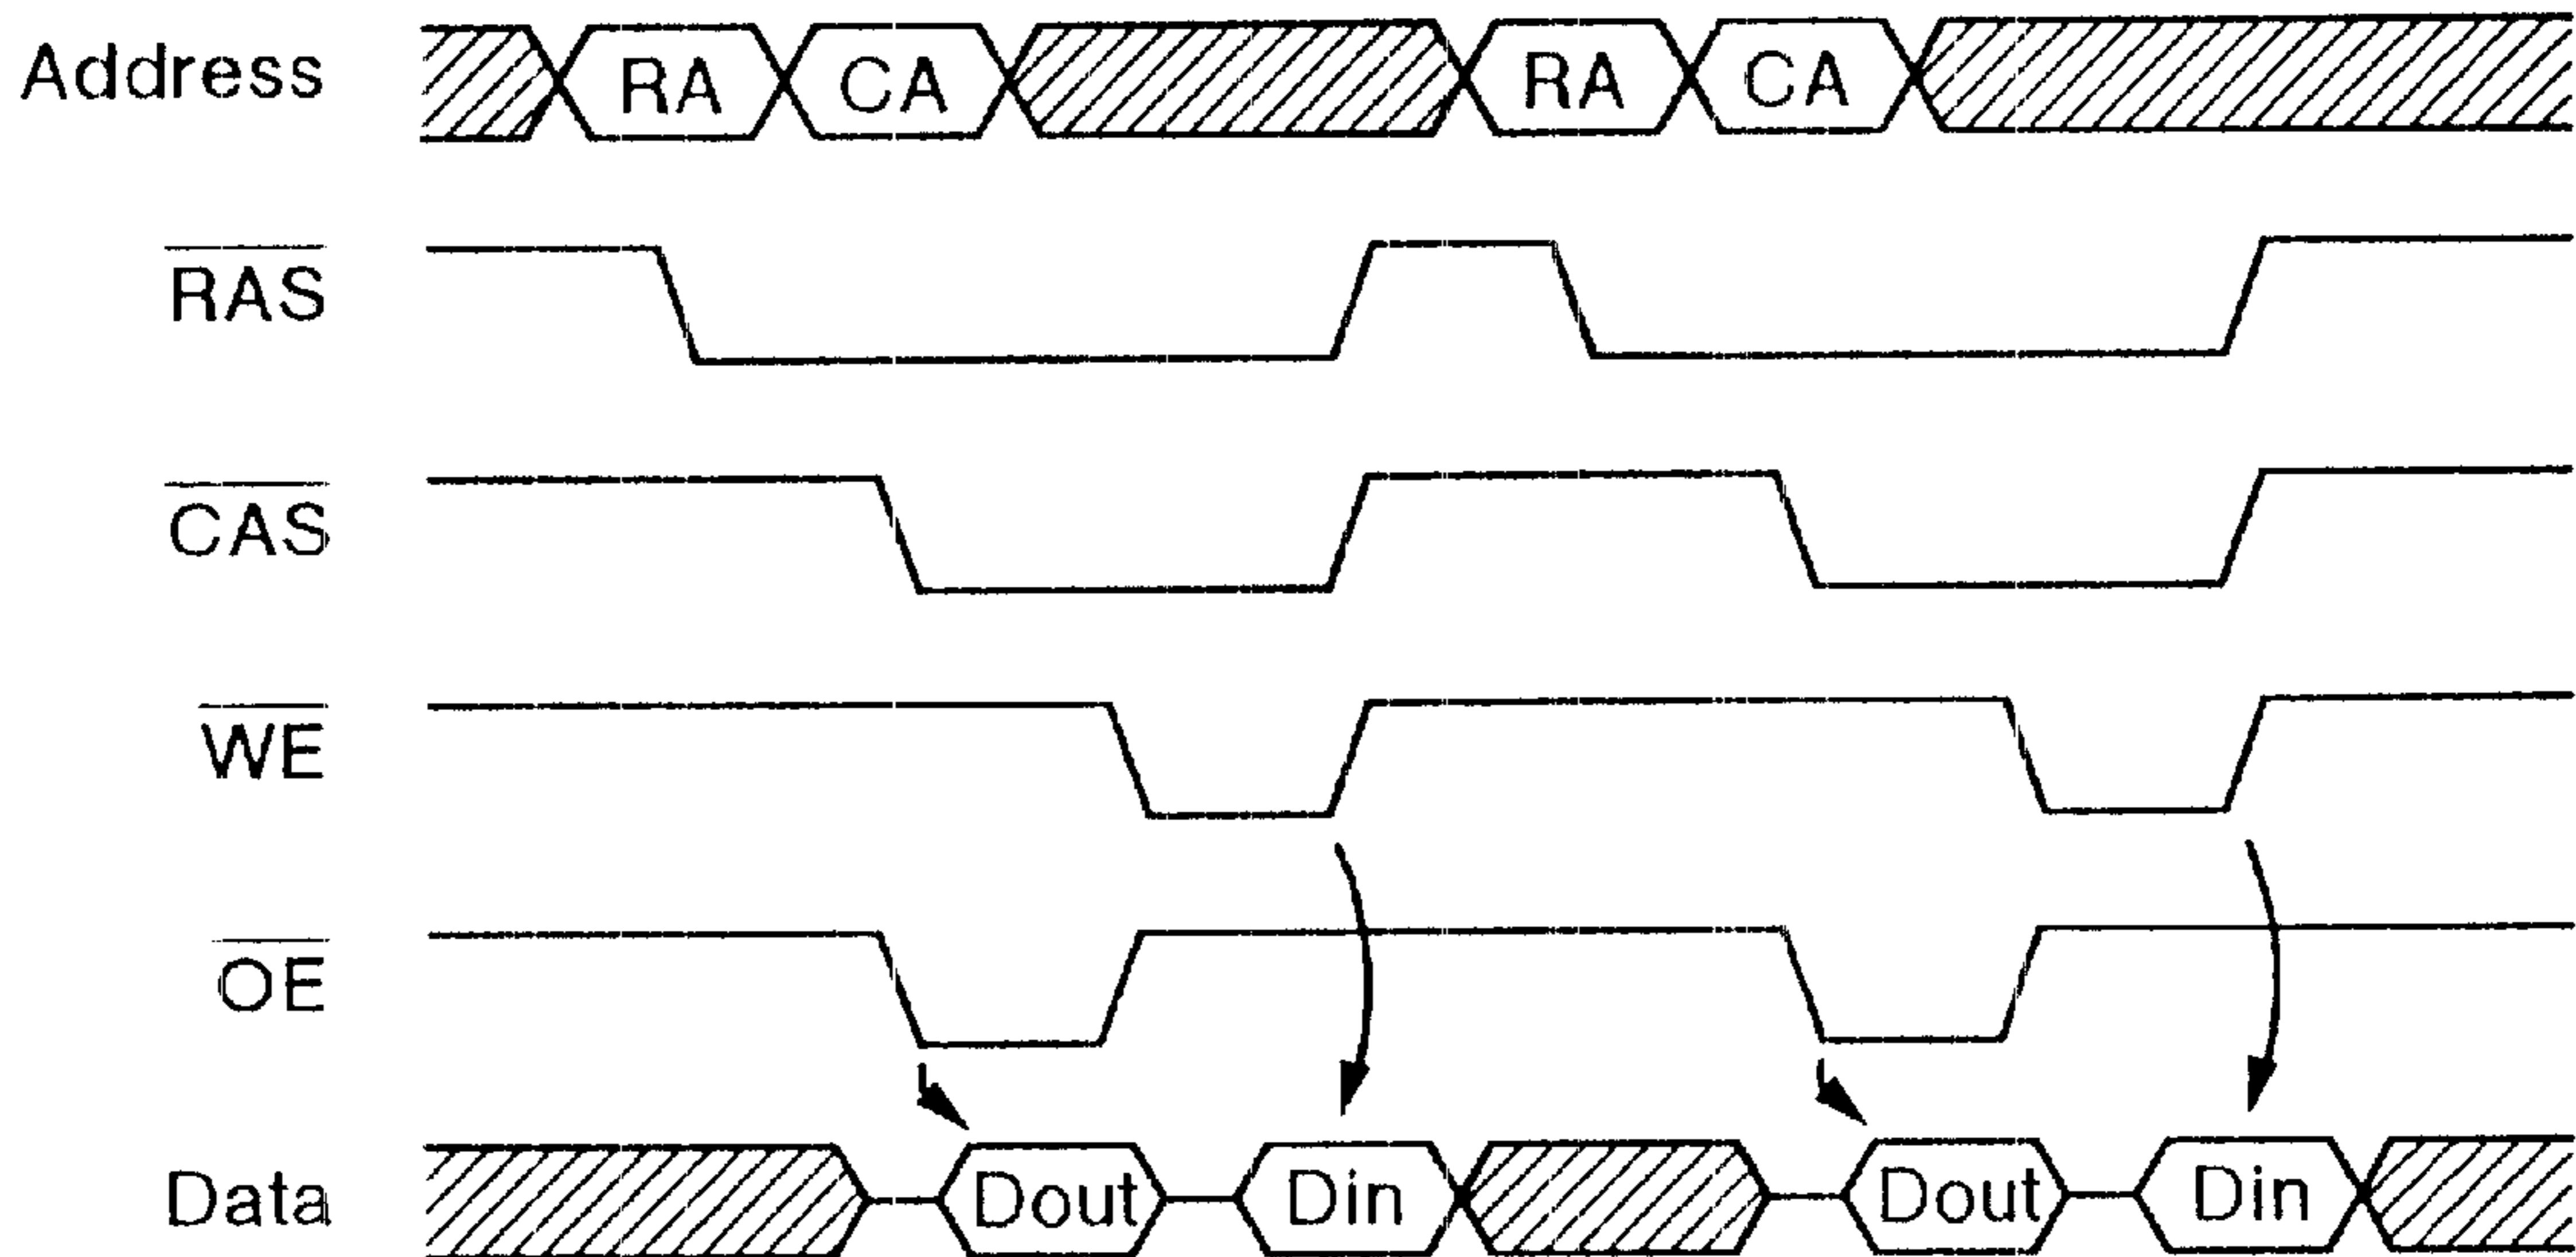 Address RA CA RA CA
RAS
CAS
WE
OE
Data Dout Din Dout Din